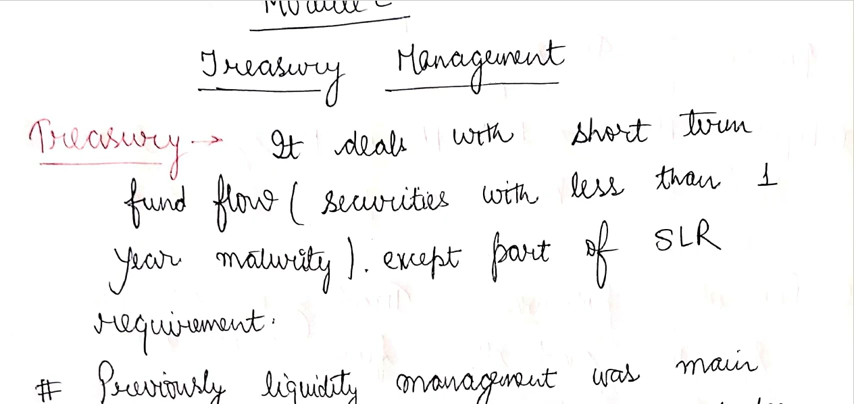 Treasury Management
Treasury → It deals with short term
fund flow ( securities with less than 1
year maturity ). except part of SLR
requirement.
# Previously liquidity management was main